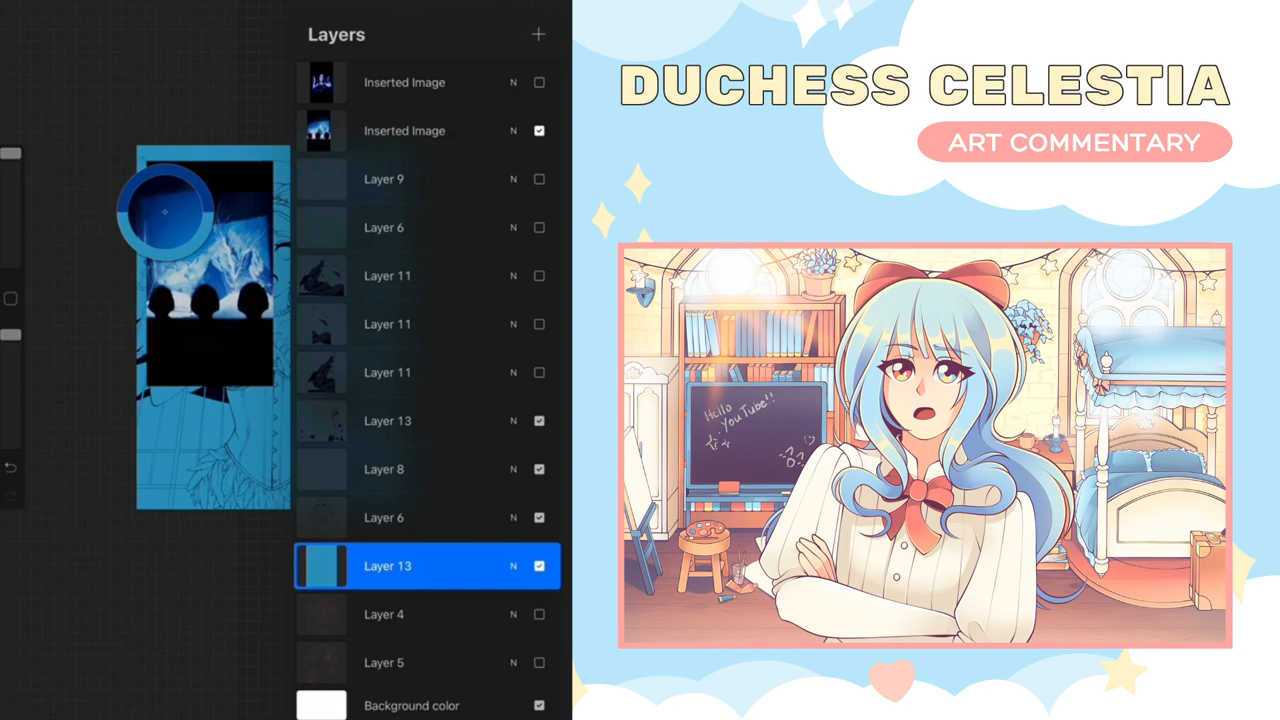 Layers
Inserted Image N
Inserted Image N
Layer 9 N
Layer 6 N
Layer 11 N
Layer 11 N
Layer 11 N
Layer 13 N
Layer 8 N
Layer 6 N
Layer 13 N
Layer 4 N
Layer 5 N
Background color
DUCHESS CELESTIA
ART COMMENTARY
Hello
YouTube!!